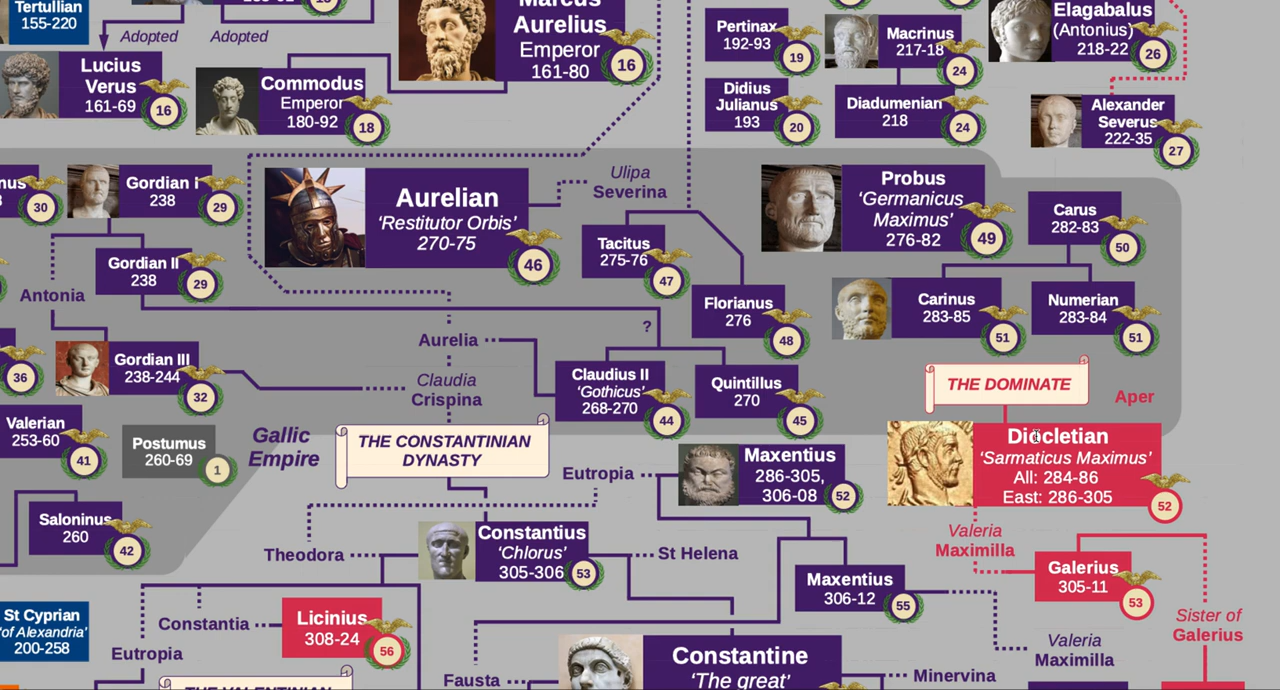 Tertullian
155-220
Adopted
Adopted
Marcus
Aurelius
Emperor
161-80
16
Lucius
Verus
161-69
16
Commodus
Emperor
180-92
18
Pertinax
192-93
19
Didius
Julianus
193
20
Macrinus
217-18
24
Diadumenian
218
24
Elagabalus
(Antonius)
218-22
26
Alexander
Severus
222-35
27
30
Gordian I
238
29
Gordian II
238
29
Antonia
36
Gordian III
238-244
32
Aurelian
‘Restitutor Orbis’
270-75
46
Ulipa
Severina
Tacitus
275-76
47
Florianus
276
48
Probus
‘Germanicus
Maximus’
276-82
49
Carus
282-83
50
Carinus
283-85
51
Numerian
283-84
51
?
Aurelia
Claudia
Crispina
Claudius II
‘Gothicus’
268-270
44
Quintillus
270
45
THE DOMINATE
Aper
Valerian
253-60
41
Postumus
260-69
1
Gallic
Empire
THE CONSTANTINIAN
DYNASTY
Eutropia
Maxentius
286-305,
306-08
52
Diocletian
‘Sarmaticus Maximus’
All: 284-86
East: 286-305
52
Saloninus
260
42
Theodora
Constantius
‘Chlorus’
305-306
53
St Helena
Valeria
Maximilla
Galerius
305-11
53
Maxentius
306-12
55
St Cyprian
‘of Alexandria’
200-258
Constantia
Licinius
308-24
56
Eutropia
Sister of
Galerius
Valeria
Maximilla
Fausta
Constantine
‘The great’
Minervina
THE VALENTINIAN